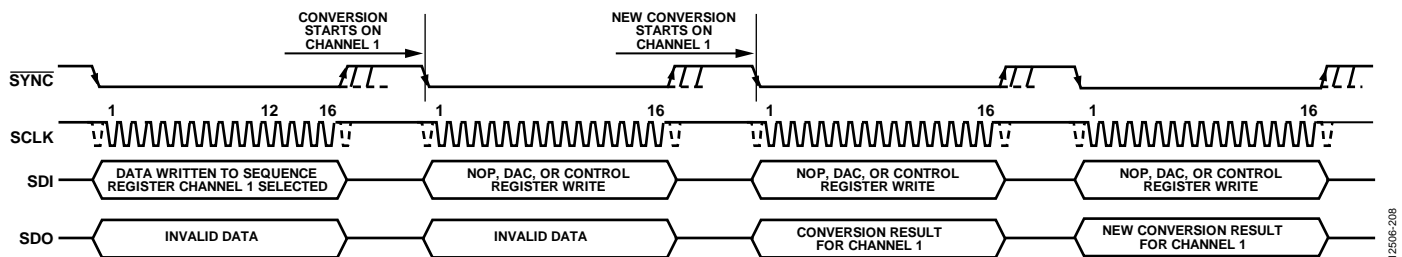 CONVERSION
STARTS ON
CHANNEL 1
NEW CONVERSION
STARTS ON
CHANNEL 1
SYNC
1 12 16 1 16 1 16 1 16
SCLK
SDI
DATA WRITTEN TO SEQUENCE
REGISTER CHANNEL 1 SELECTED
NOP, DAC, OR CONTROL
REGISTER WRITE
NOP, DAC, OR CONTROL
REGISTER WRITE
NOP, DAC, OR CONTROL
REGISTER WRITE
SDO
INVALID DATA
INVALID DATA
CONVERSION RESULT
FOR CHANNEL 1
NEW CONVERSION RESULT
FOR CHANNEL 1
12506-208